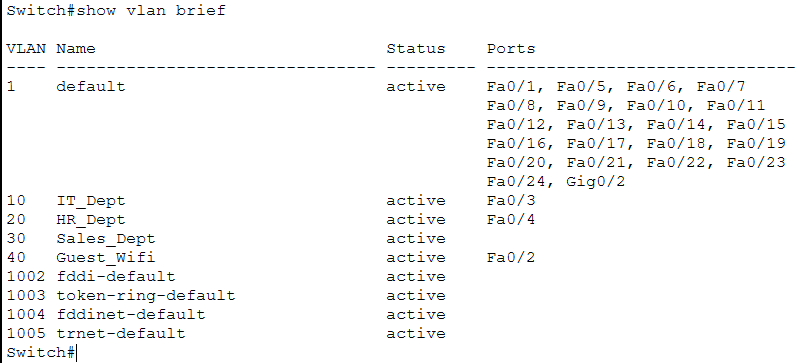 Switch#show vlan brief
VLAN Name                             Status    Ports
---- -------------------------------- --------- -------------------------------
1    default                          active    Fa0/1, Fa0/5, Fa0/6, Fa0/7
                                                Fa0/8, Fa0/9, Fa0/10, Fa0/11
                                                Fa0/12, Fa0/13, Fa0/14, Fa0/15
                                                Fa0/16, Fa0/17, Fa0/18, Fa0/19
                                                Fa0/20, Fa0/21, Fa0/22, Fa0/23
                                                Fa0/24, Gig0/2
10   IT_Dept                          active    Fa0/3
20   HR_Dept                          active    Fa0/4
30   Sales_Dept                       active
40   Guest_Wifi                       active    Fa0/2
1002 fddi-default                     active
1003 token-ring-default               active
1004 fddinet-default                  active
1005 trnet-default                    active
Switch#